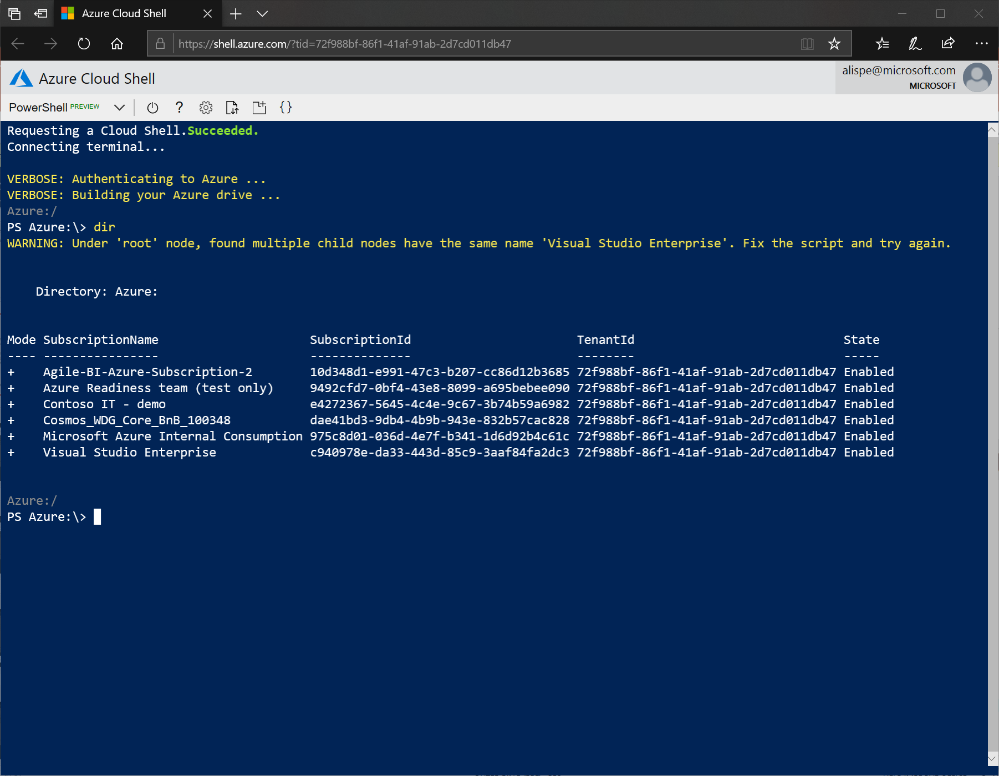 Azure Cloud Shell
https://shell.azure.com/?tid=72f988bf-86f1-41af-91ab-2d7cd011db47
Azure Cloud Shell
alispe@microsoft.com
MICROSOFT
PowerShell PREVIEW
Requesting a Cloud Shell.Succeeded.
Connecting terminal...
VERBOSE: Authenticating to Azure ...
VERBOSE: Building your Azure drive ...
Azure:/
PS Azure:\> dir
WARNING: Under 'root' node, found multiple child nodes have the same name 'Visual Studio Enterprise'. Fix the script and try again.
Directory: Azure:
Mode SubscriptionName SubscriptionId TenantId State
---- ---------------- -------------- -------- -----
+ Agile-BI-Azure-Subscription-2 10d348d1-e991-47c3-b207-cc86d12b3685 72f988bf-86f1-41af-91ab-2d7cd011db47 Enabled
+ Azure Readiness team (test only) 9492cfd7-0bf4-43e8-8099-a695bebee090 72f988bf-86f1-41af-91ab-2d7cd011db47 Enabled
+ Contoso IT - demo e4272367-5645-4c4e-9c67-3b74b59a6982 72f988bf-86f1-41af-91ab-2d7cd011db47 Enabled
+ Cosmos_WDG_Core_BnB_100348 dae41bd3-9db4-4b9b-943e-832b57cac828 72f988bf-86f1-41af-91ab-2d7cd011db47 Enabled
+ Microsoft Azure Internal Consumption 975c8d01-036d-4e7f-b341-1d6d92b4c61c 72f988bf-86f1-41af-91ab-2d7cd011db47 Enabled
+ Visual Studio Enterprise c940978e-da33-443d-85c9-3aaf84fa2dc3 72f988bf-86f1-41af-91ab-2d7cd011db47 Enabled
Azure:/
PS Azure:\>